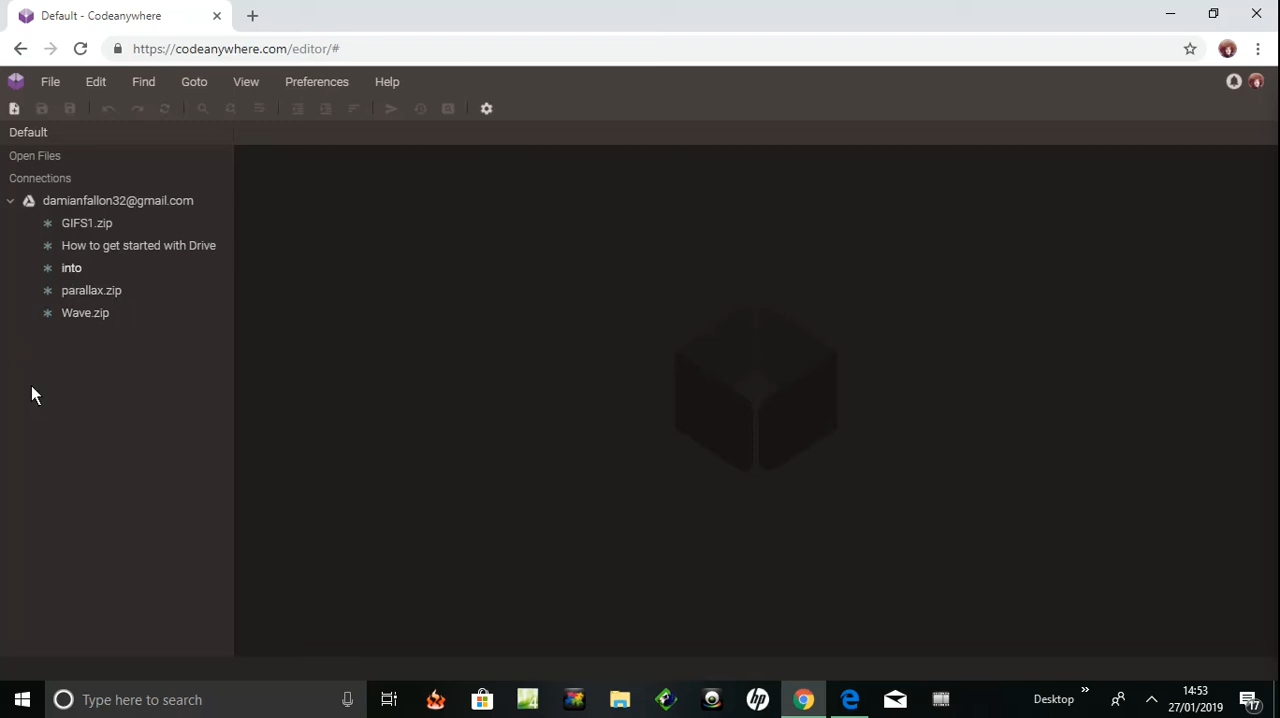 Default - Codeanywhere
https://codeanywhere.com/editor/#
File Edit Find Goto View Preferences Help
Default
Open Files
Connections
damianfallon32@gmail.com
GIFS1.zip
How to get started with Drive
into
parallax.zip
Wave.zip
Type here to search
Desktop
4:53
27/01/2019
17